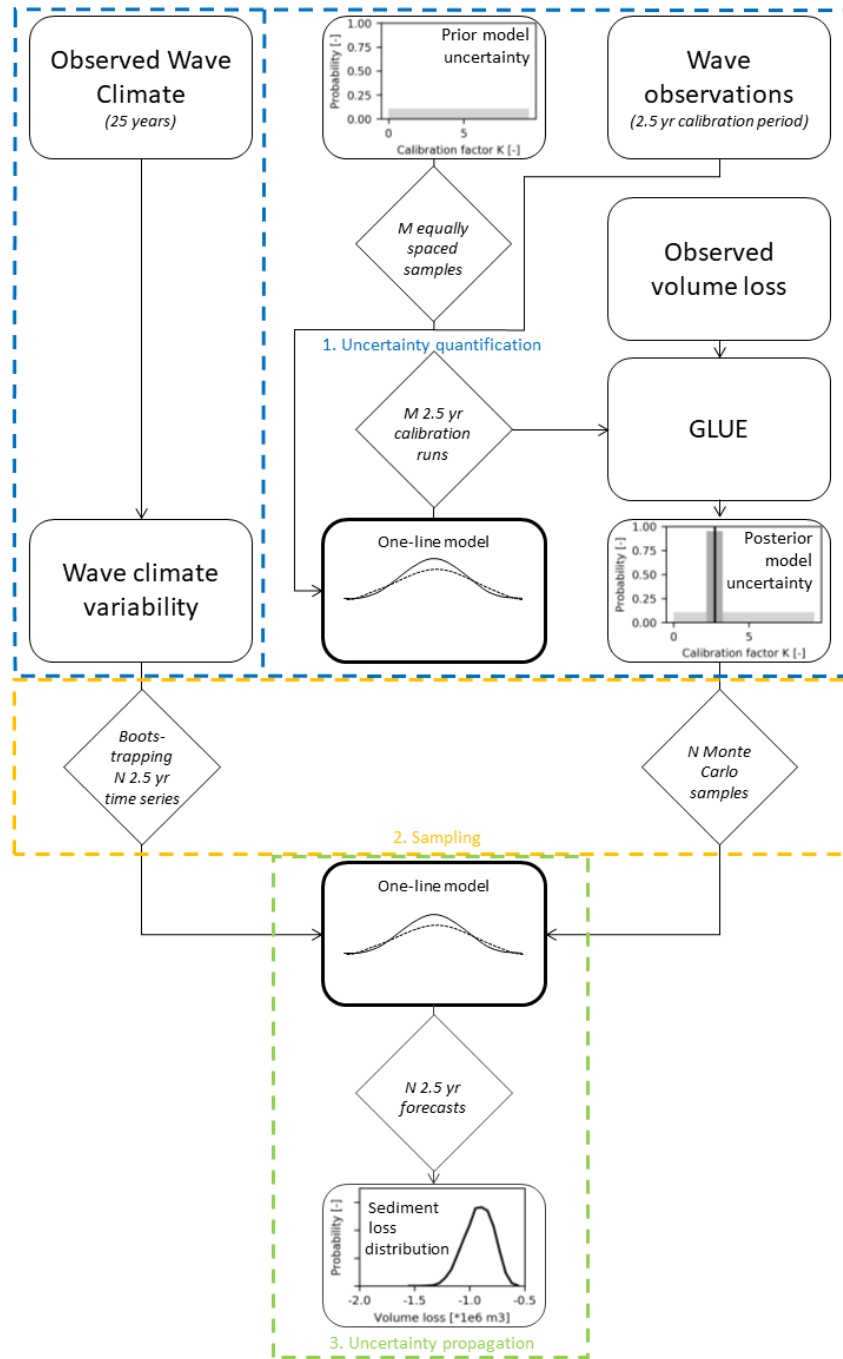 Observed Wave
Climate
(25 years)
Probability [-]
1.00
0.75
0.50
0.25
0.00
0
5
Calibration factor K [-]
Prior model
uncertainty
Wave
observations
(2.5 yr calibration period)
M equally
spaced
samples
Observed
volume loss
1. Uncertainty quantification
M 2.5 yr
calibration
runs
GLUE
Wave climate
variability
One-line model
Probability [-]
1.00
0.75
0.50
0.25
0.00
0
5
Calibration factor K [-]
Posterior
model
uncertainty
Boots-
trapping
N 2.5 yr
time series
N Monte
Carlo
samples
2. Sampling
One-line model
N 2.5 yr
forecasts
Probability [-]
Sediment
loss
distribution
-2.0
-1.5
-1.0
-0.5
Volume loss [*1e6 m3]
3. Uncertainty propagation